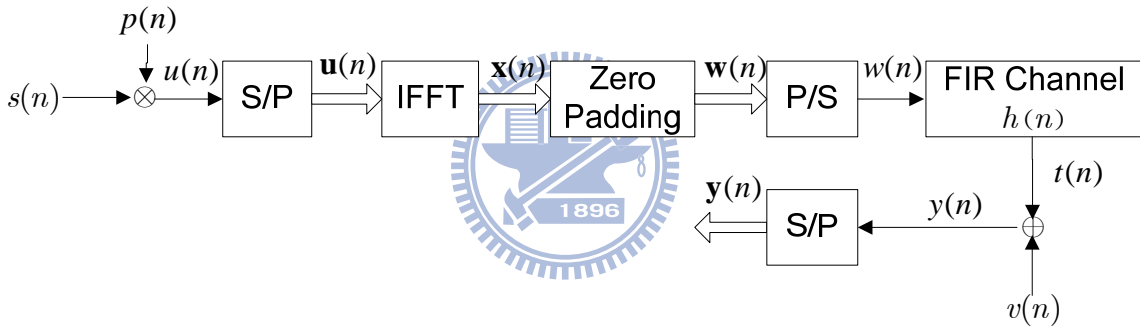 p(n)
s(n)
⊗
u(n)
S/P
𝐮(n)
IFFT
𝐱(n)
Zero
Padding
𝐰(n)
P/S
w(n)
FIR Channel
h(n)
t(n)
𝐲(n)
S/P
y(n)
⊕
v(n)
1896